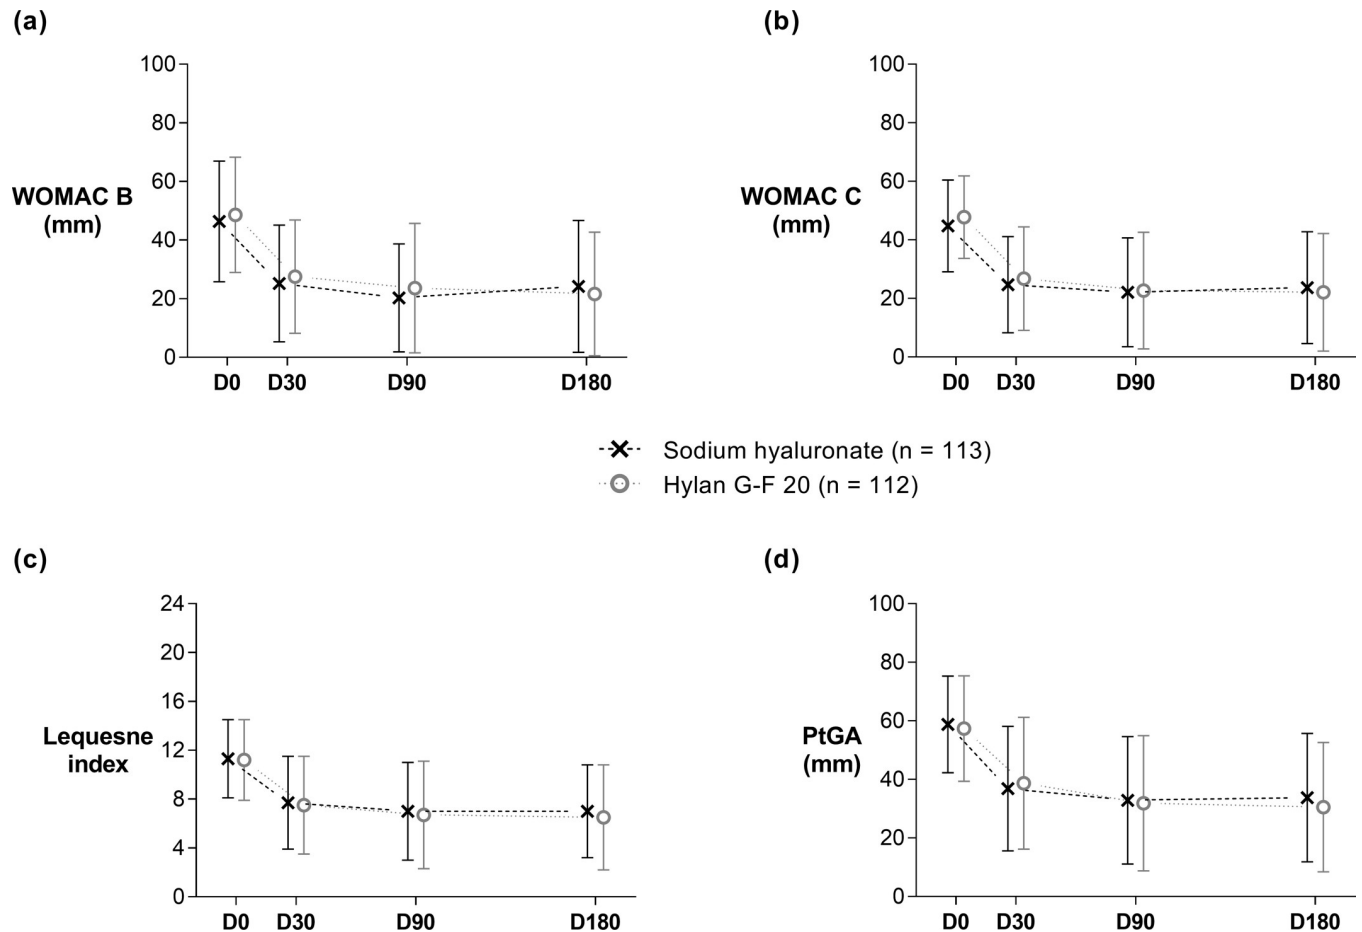 (a)
100
80
60
40
20
0
WOMAC B
(mm)
D0 D30 D90 D180
(b)
100
80
60
40
20
0
WOMAC C
(mm)
D0 D30 D90 D180
Sodium hyaluronate (n = 113)
Hylan G-F 20 (n = 112)
(c)
24
20
16
12
8
4
0
Lequesne
index
D0 D30 D90 D180
(d)
100
80
60
40
20
0
PtGA
(mm)
D0 D30 D90 D180